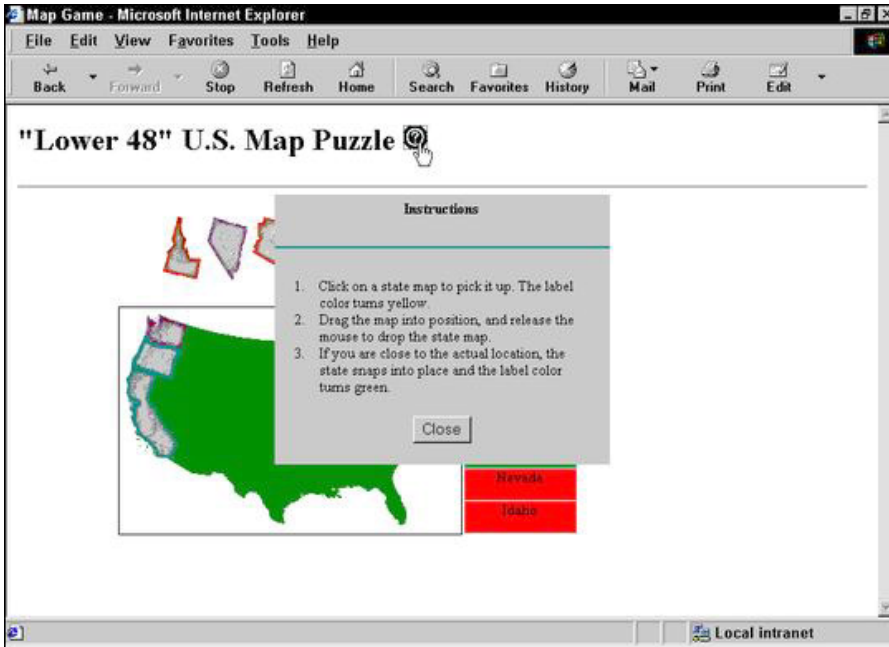 Map Game - Microsoft Internet Explorer
File Edit View Favorites Tools Help
Back Forward Stop Refresh Home Search Favorites History Mail Print Edit
"Lower 48" U.S. Map Puzzle
Instructions
1. Click on a state map to pick it up. The label
color turns yellow.
2. Drag the map into position, and release the
mouse to drop the state map.
3. If you are close to the actual location, the
state snaps into place and the label color
turns green.
Close
Nevada
Idaho
Local intranet